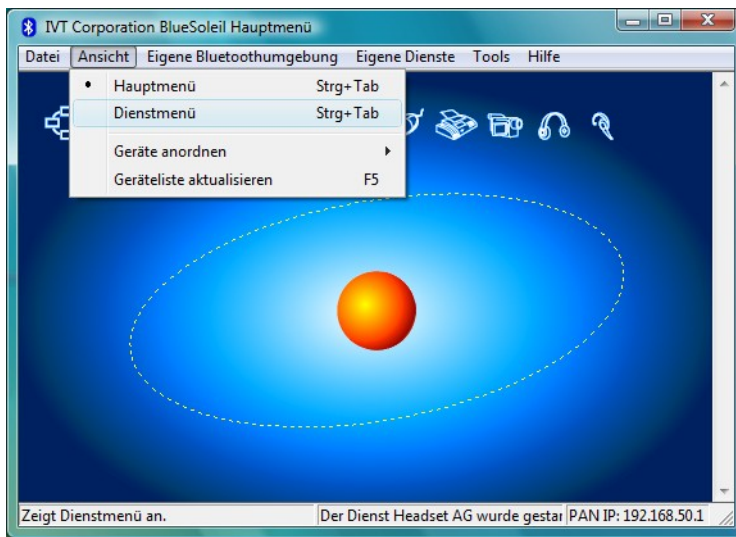 IVT Corporation BlueSoleil Hauptmenü
Datei Ansicht Eigene Bluetoothumgebung Eigene Dienste Tools Hilfe
Hauptmenü Strg+Tab
Dienstmenü Strg+Tab
Geräte anordnen
Geräteliste aktualisieren F5
Zeigt Dienstmenü an. Der Dienst Headset AG wurde gestar PAN IP: 192.168.50.1